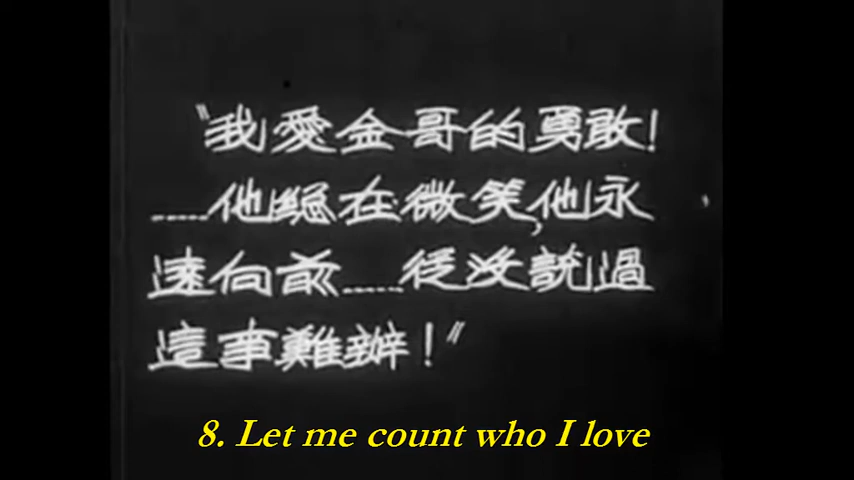 "我愛金哥的勇敢!
......他總在微笑,他永
遠向前......從沒說過
這事難辦!"
8. Let me count who I love